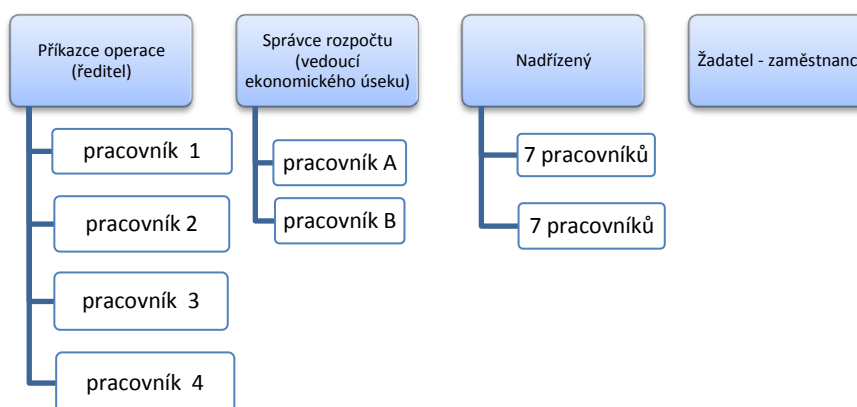 Příkazce operace
(ředitel)
pracovník 1
pracovník 2
pracovník 3
pracovník 4
Správce rozpočtu
(vedoucí
ekonomického úseku)
pracovník A
pracovník B
Nadřízený
7 pracovníků
7 pracovníků
Žadatel - zaměstnanc